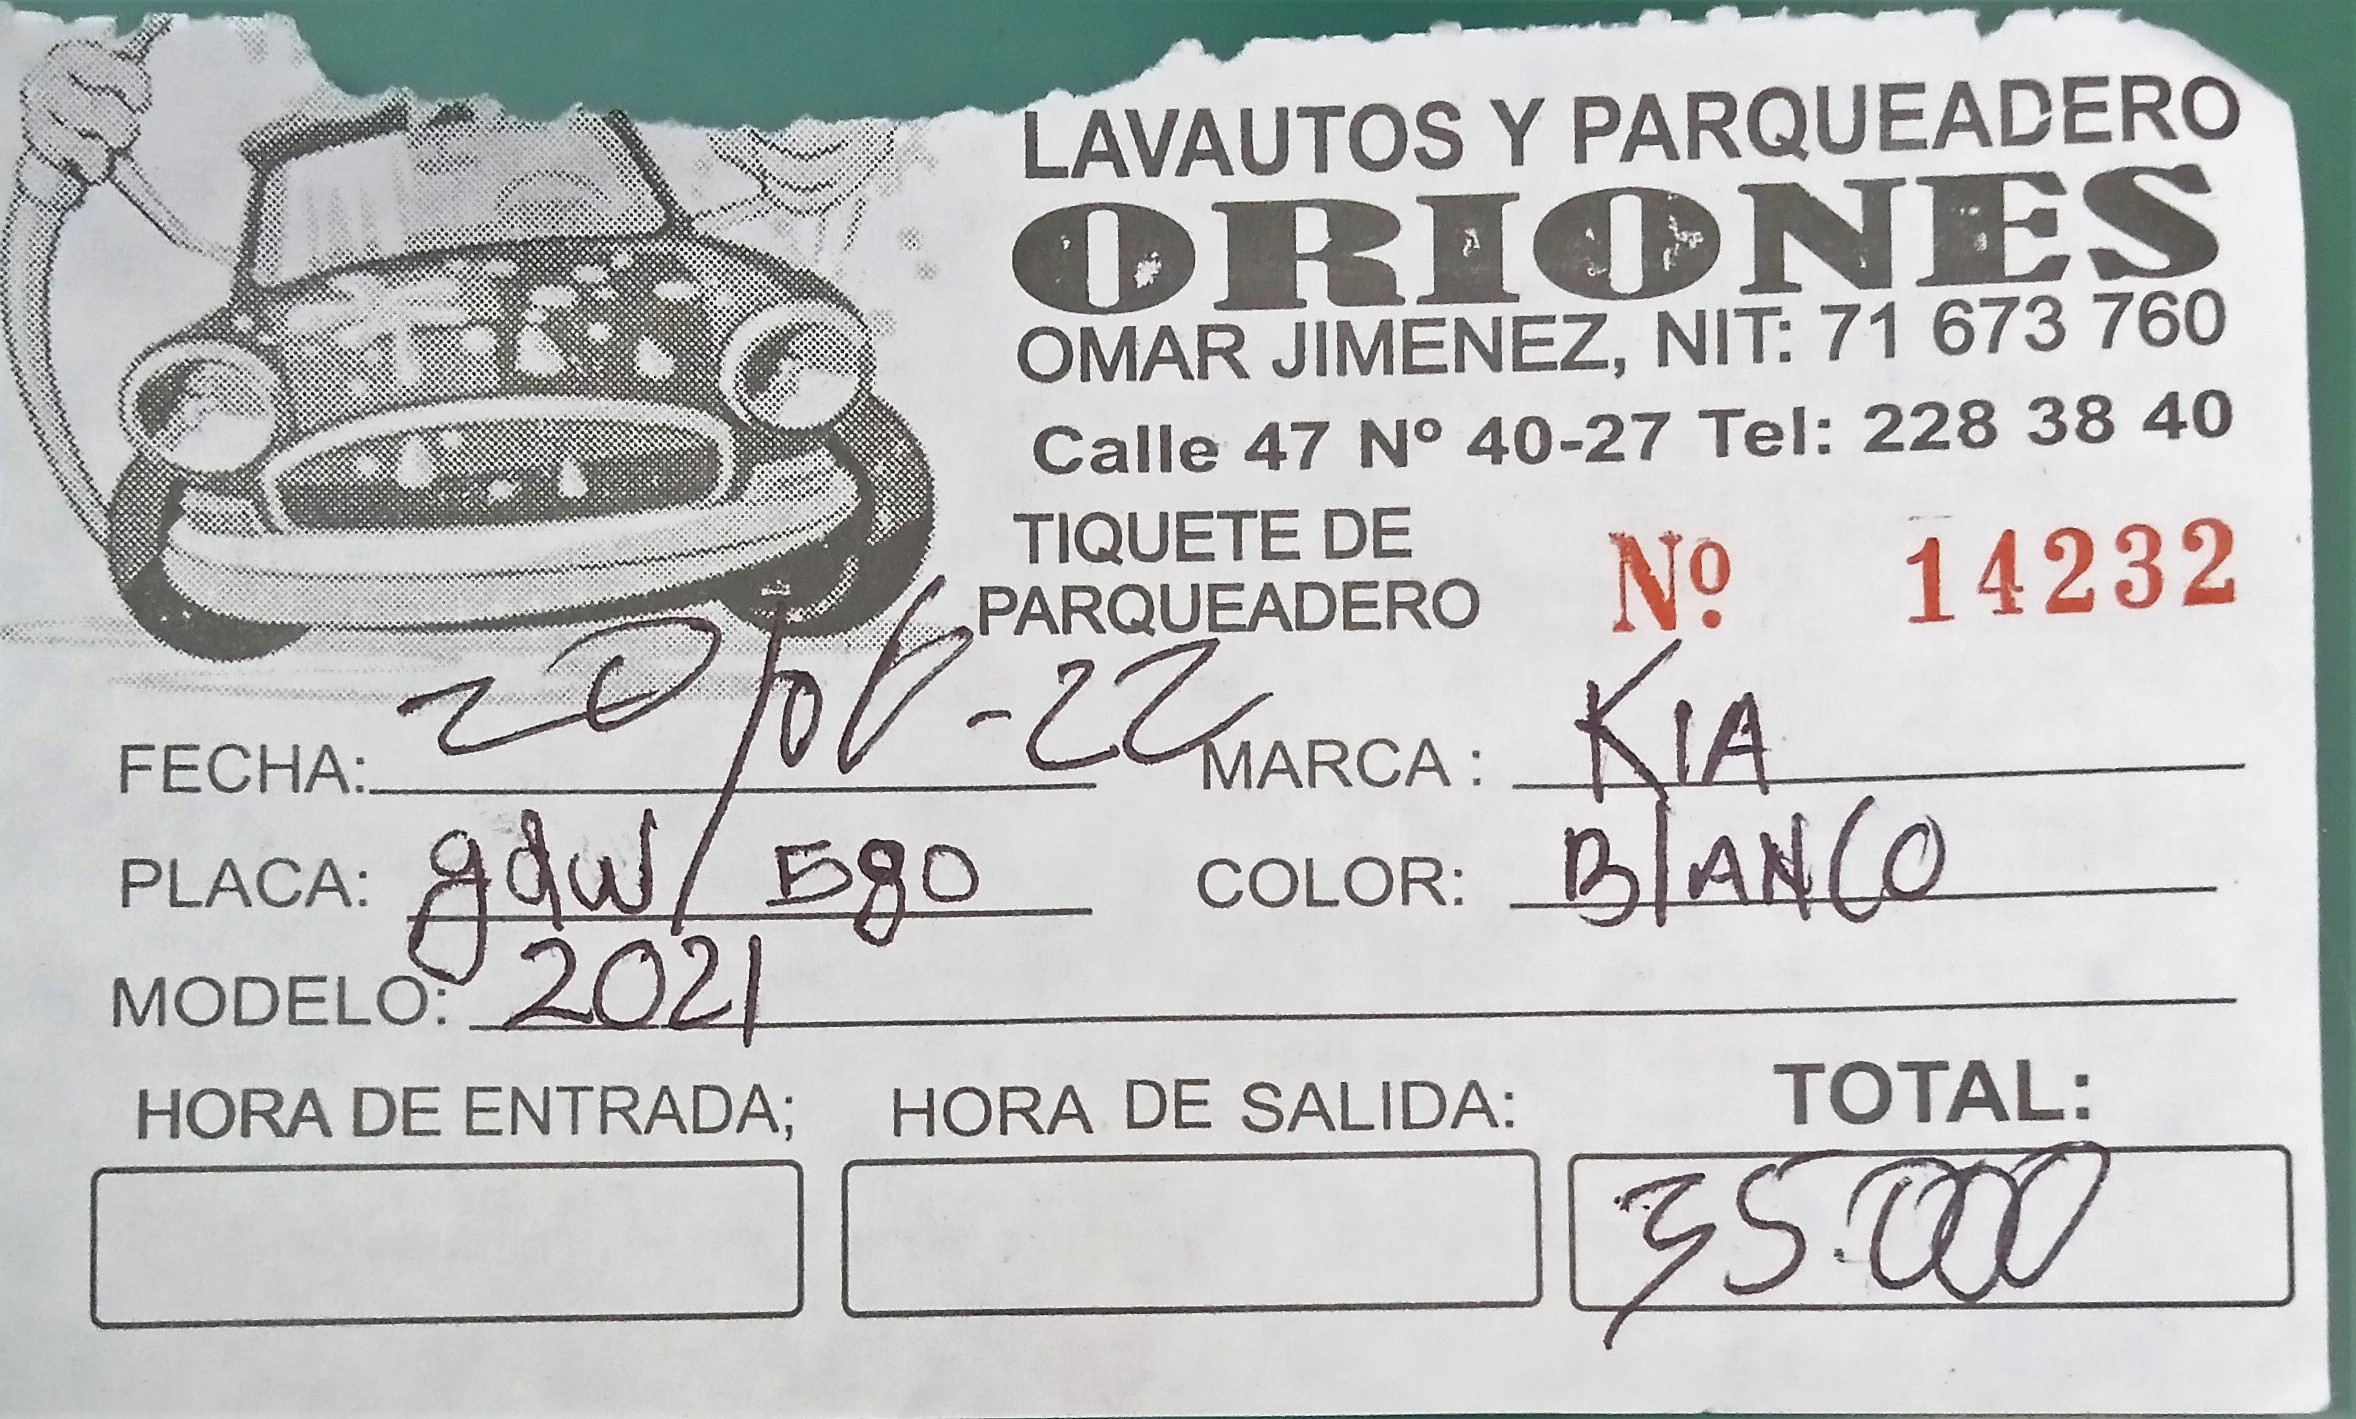 LAVAUTOS Y PARQUEADERO
ORIONES
OMAR JIMENEZ, NIT: 71 673 760
Calle 47 Nº 40-27 Tel: 228 38 40
TIQUETE DE
PARQUEADERO Nº. 14232
FECHA: 20/08-22 MARCA: KIA
PLACA: gdw 580 COLOR: BlANCO
MODELO: 2021
HORA DE ENTRADA; HORA DE SALIDA: TOTAL:
35.000